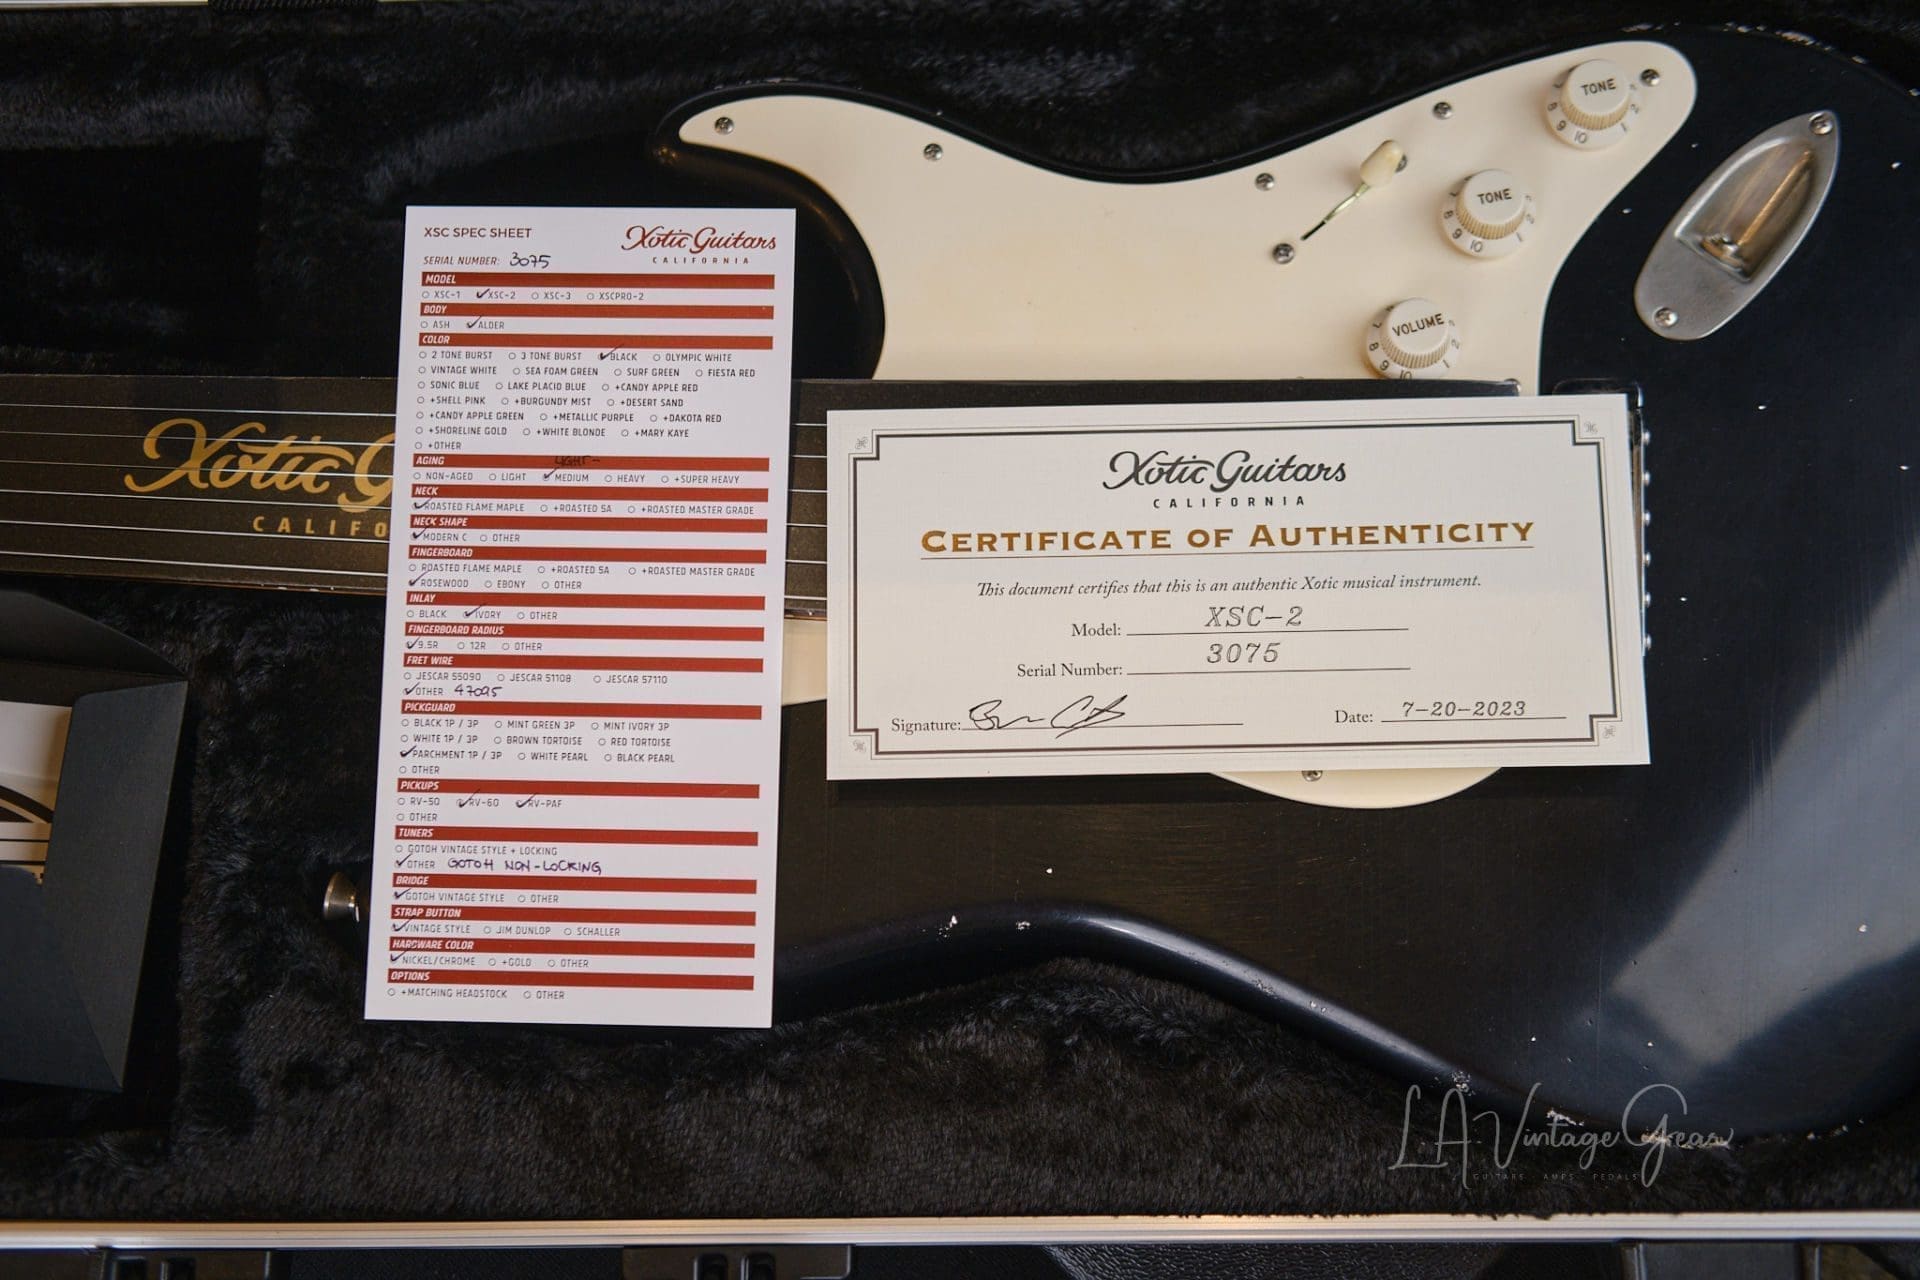 XSC SPEC SHEET
Xotic Guitars
CALIFORNIA
SERIAL NUMBER: 3075
MODEL
XSC-1 XSC-2 XSC-3 XSCPRO-2
BODY
ASH ALDER
COLOR
2 TONE BURST 3 TONE BURST BLACK OLYMPIC WHITE
VINTAGE WHITE SEA FOAM GREEN SURF GREEN FIESTA RED
SONIC BLUE LAKE PLACID BLUE +CANDY APPLE RED
+SHELL PINK +BURGUNDY MIST +DESERT SAND
+CANDY APPLE GREEN +METALLIC PURPLE +DAKOTA RED
+SHORELINE GOLD +WHITE BLONDE +MARY KAYE
+OTHER
AGING LIGHT-
NON-AGED LIGHT MEDIUM HEAVY +SUPER HEAVY
NECK
ROASTED FLAME MAPLE +ROASTED 5A +ROASTED MASTER GRADE
NECK SHAPE
MODERN C OTHER
FINGERBOARD
ROASTED FLAME MAPLE +ROASTED 5A +ROASTED MASTER GRADE
ROSEWOOD EBONY OTHER
INLAY
BLACK IVORY OTHER
FINGERBOARD RADIUS
9.5R 12R OTHER
FRET WIRE
JESCAR 55090 JESCAR 51108 JESCAR 57110
OTHER 47095
PICKGUARD
BLACK 1P / 3P MINT GREEN 3P MINT IVORY 3P
WHITE 1P / 3P BROWN TORTOISE RED TORTOISE
PARCHMENT 1P / 3P WHITE PEARL BLACK PEARL
OTHER
PICKUPS
RV-50 RV-60 RV-PAF
OTHER
TUNERS
GOTOH VINTAGE STYLE + LOCKING
OTHER GOTOH NON-LOCKING
BRIDGE
GOTOH VINTAGE STYLE OTHER
STRAP BUTTON
VINTAGE STYLE JIM DUNLOP SCHALLER
HARDWARE COLOR
NICKEL/CHROME +GOLD OTHER
OPTIONS
+MATCHING HEADSTOCK OTHER
Xotic G
CALIFO
TONE
10
TONE
10
VOLUME
10
Xotic Guitars
CALIFORNIA
CERTIFICATE OF AUTHENTICITY
This document certifies that this is an authentic Xotic musical instrument.
Model: XSC-2
Serial Number: 3075
Signature: Date: 7-20-2023
L.A. Vintage Gear
GUITARS AMPS PEDALS